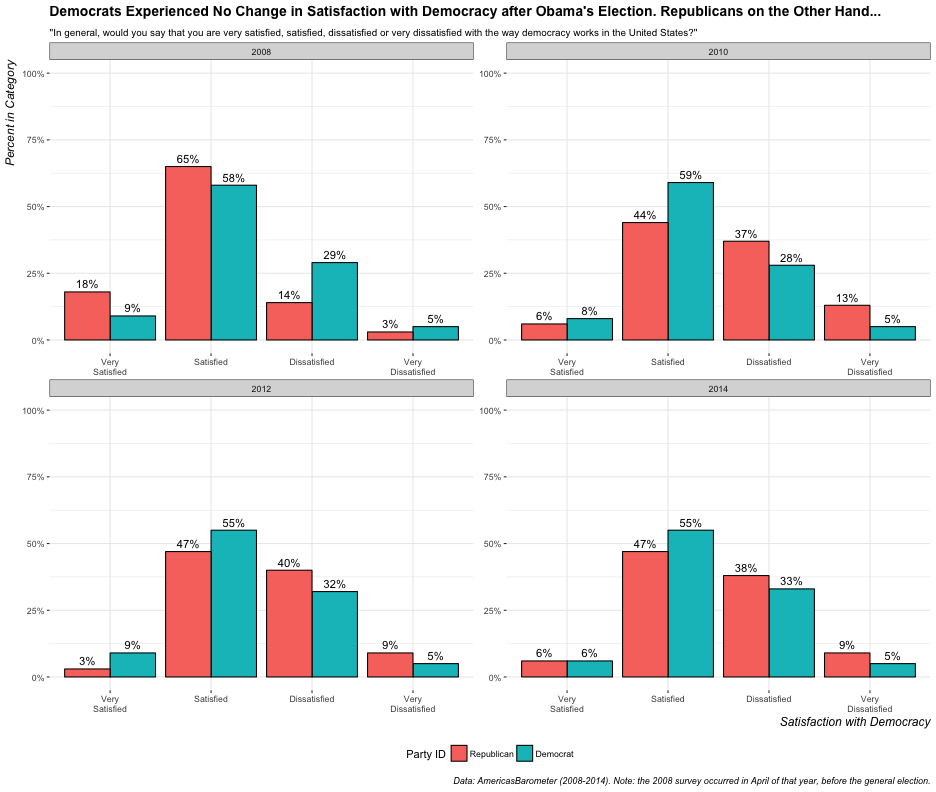 Democrats Experienced No Change in Satisfaction with Democracy after Obama's Election. Republicans on the Other Hand...
"In general, would you say that you are very satisfied, satisfied, dissatisfied or very dissatisfied with the way democracy works in the United States?"
Percent in Category
2008
100%
75%
50%
25%
0%
18%
9%
65%
58%
14%
29%
3%
5%
Very
Satisfied
Satisfied
Dissatisfied
Very
Dissatisfied
2010
100%
75%
50%
25%
0%
6%
8%
44%
59%
37%
28%
13%
5%
Very
Satisfied
Satisfied
Dissatisfied
Very
Dissatisfied
2012
100%
75%
50%
25%
0%
3%
9%
47%
55%
40%
32%
9%
5%
Very
Satisfied
Satisfied
Dissatisfied
Very
Dissatisfied
2014
100%
75%
50%
25%
0%
6%
6%
47%
55%
38%
33%
9%
5%
Very
Satisfied
Satisfied
Dissatisfied
Very
Dissatisfied
Satisfaction with Democracy
Party ID Republican Democrat
Data: AmericasBarometer (2008-2014). Note: the 2008 survey occurred in April of that year, before the general election.